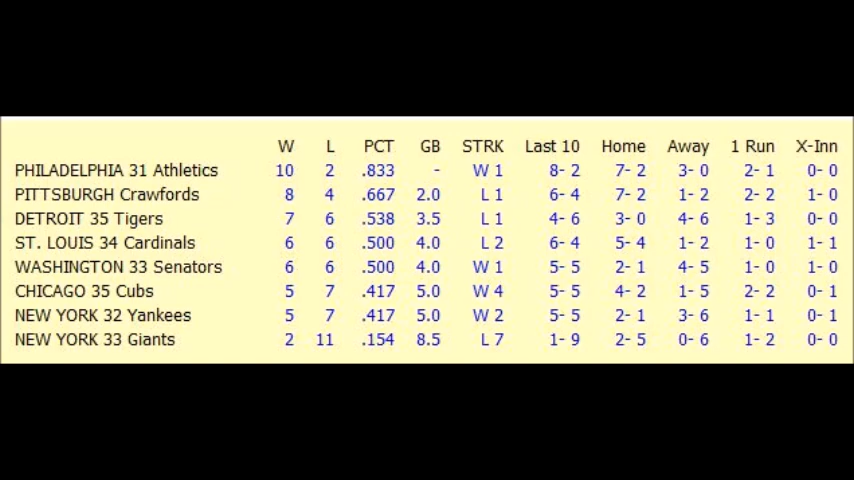 W L PCT GB STRK Last 10 Home Away 1 Run X-Inn
PHILADELPHIA 31 Athletics 10 2 .833 - W 1 8- 2 7- 2 3- 0 2- 1 0- 0
PITTSBURGH Crawfords 8 4 .667 2.0 L 1 6- 4 7- 2 1- 2 2- 2 1- 0
DETROIT 35 Tigers 7 6 .538 3.5 L 1 4- 6 3- 0 4- 6 1- 3 0- 0
ST. LOUIS 34 Cardinals 6 6 .500 4.0 L 2 6- 4 5- 4 1- 2 1- 0 1- 1
WASHINGTON 33 Senators 6 6 .500 4.0 W 1 5- 5 2- 1 4- 5 1- 0 1- 0
CHICAGO 35 Cubs 5 7 .417 5.0 W 4 5- 5 4- 2 1- 5 2- 2 0- 1
NEW YORK 32 Yankees 5 7 .417 5.0 W 2 5- 5 2- 1 3- 6 1- 1 0- 1
NEW YORK 33 Giants 2 11 .154 8.5 L 7 1- 9 2- 5 0- 6 1- 2 0- 0